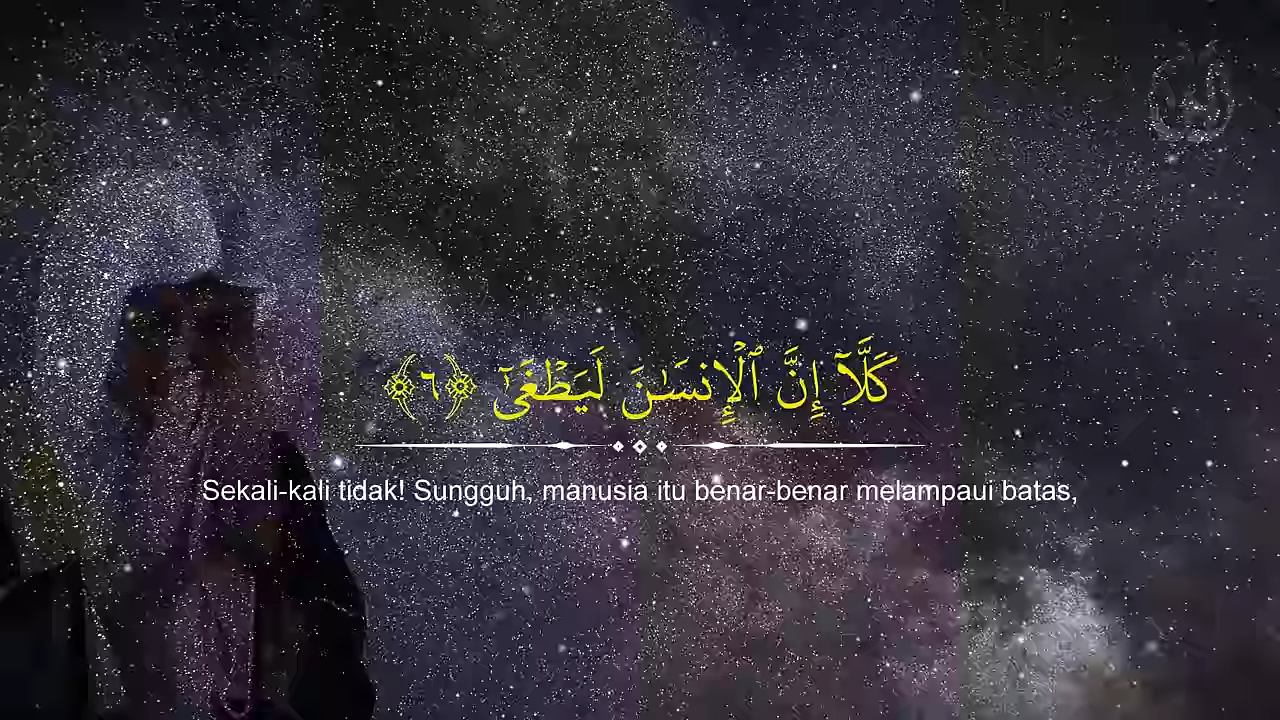 كَلَّآ إِنَّ ٱلْإِنسَـٰنَ لَيَطْغَىٰٓ ﴿٦﴾
Sekali-kali tidak! Sungguh, manusia itu benar-benar melampaui batas,